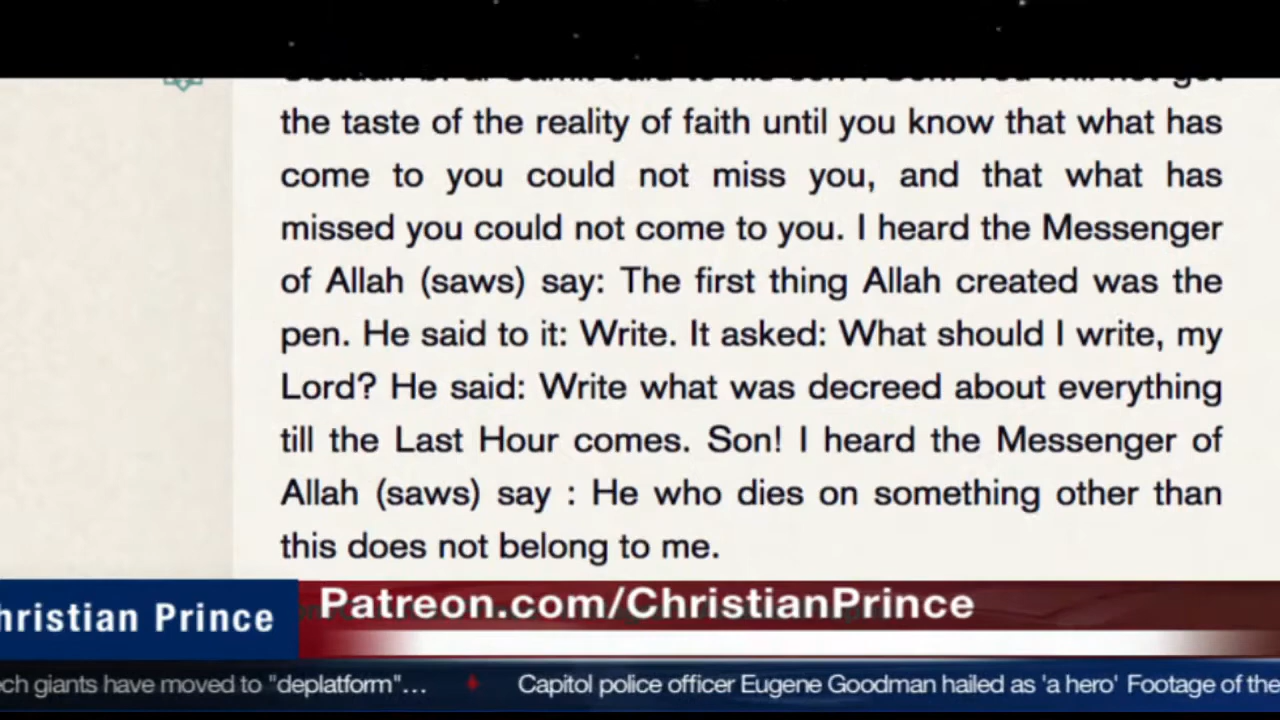 the taste of the reality of faith until you know that what has
come to you could not miss you, and that what has
missed you could not come to you. I heard the Messenger
of Allah (saws) say: The first thing Allah created was the
pen. He said to it: Write. It asked: What should I write, my
Lord? He said: Write what was decreed about everything
till the Last Hour comes. Son! I heard the Messenger of
Allah (saws) say : He who dies on something other than
this does not belong to me.
hristian Prince
Patreon.com/ChristianPrince
ch giants have moved to "deplatform"... Capitol police officer Eugene Goodman hailed as 'a hero' Footage of the